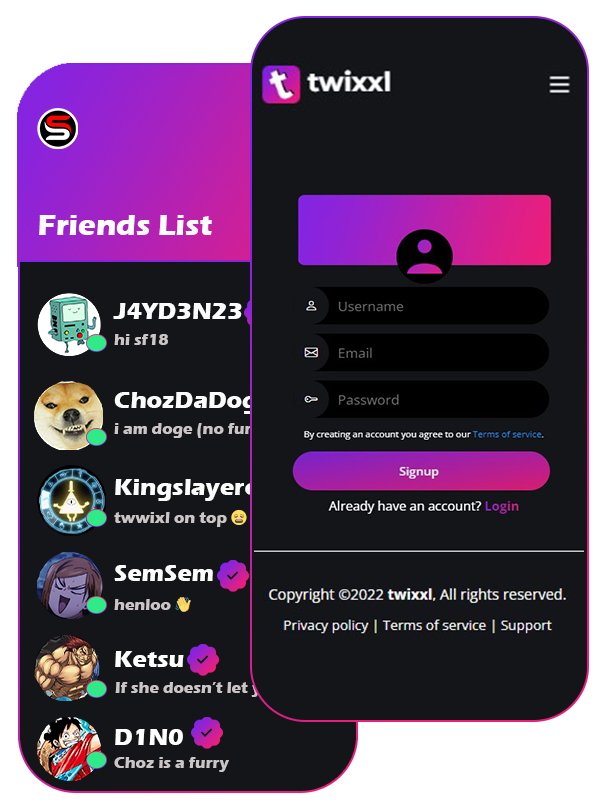 twixxl
Friends List
J4YD3N23
hi sf18
ChozDaDog
i am doge (no fur
Kingslayer
twwixl on top 😩
SemSem
henloo 👋
Ketsu
If she doesn't let
D1N0
Choz is a furry
Username
Email
Password
By creating an account you agree to our Terms of service.
Signup
Already have an account? Login
Copyright ©2022 twixxl, All rights reserved.
Privacy policy | Terms of service | Support